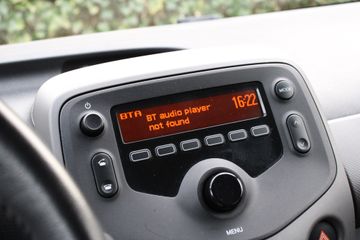 BTA BT audio player 16:22
not found
MODE
MENU